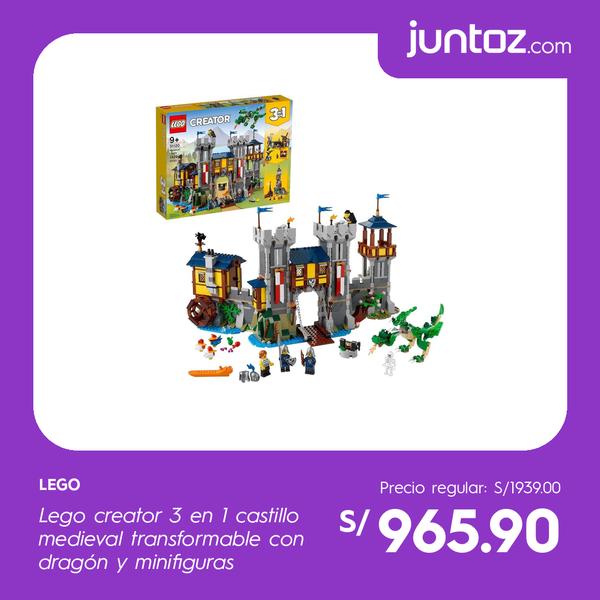 juntoz.com
LEGO CREATOR
3in1
9+
31120
LEGO
Precio regular: S/1939.00
Lego creator 3 en 1 castillo
medieval transformable con
dragón y minifiguras
S/ 965.90